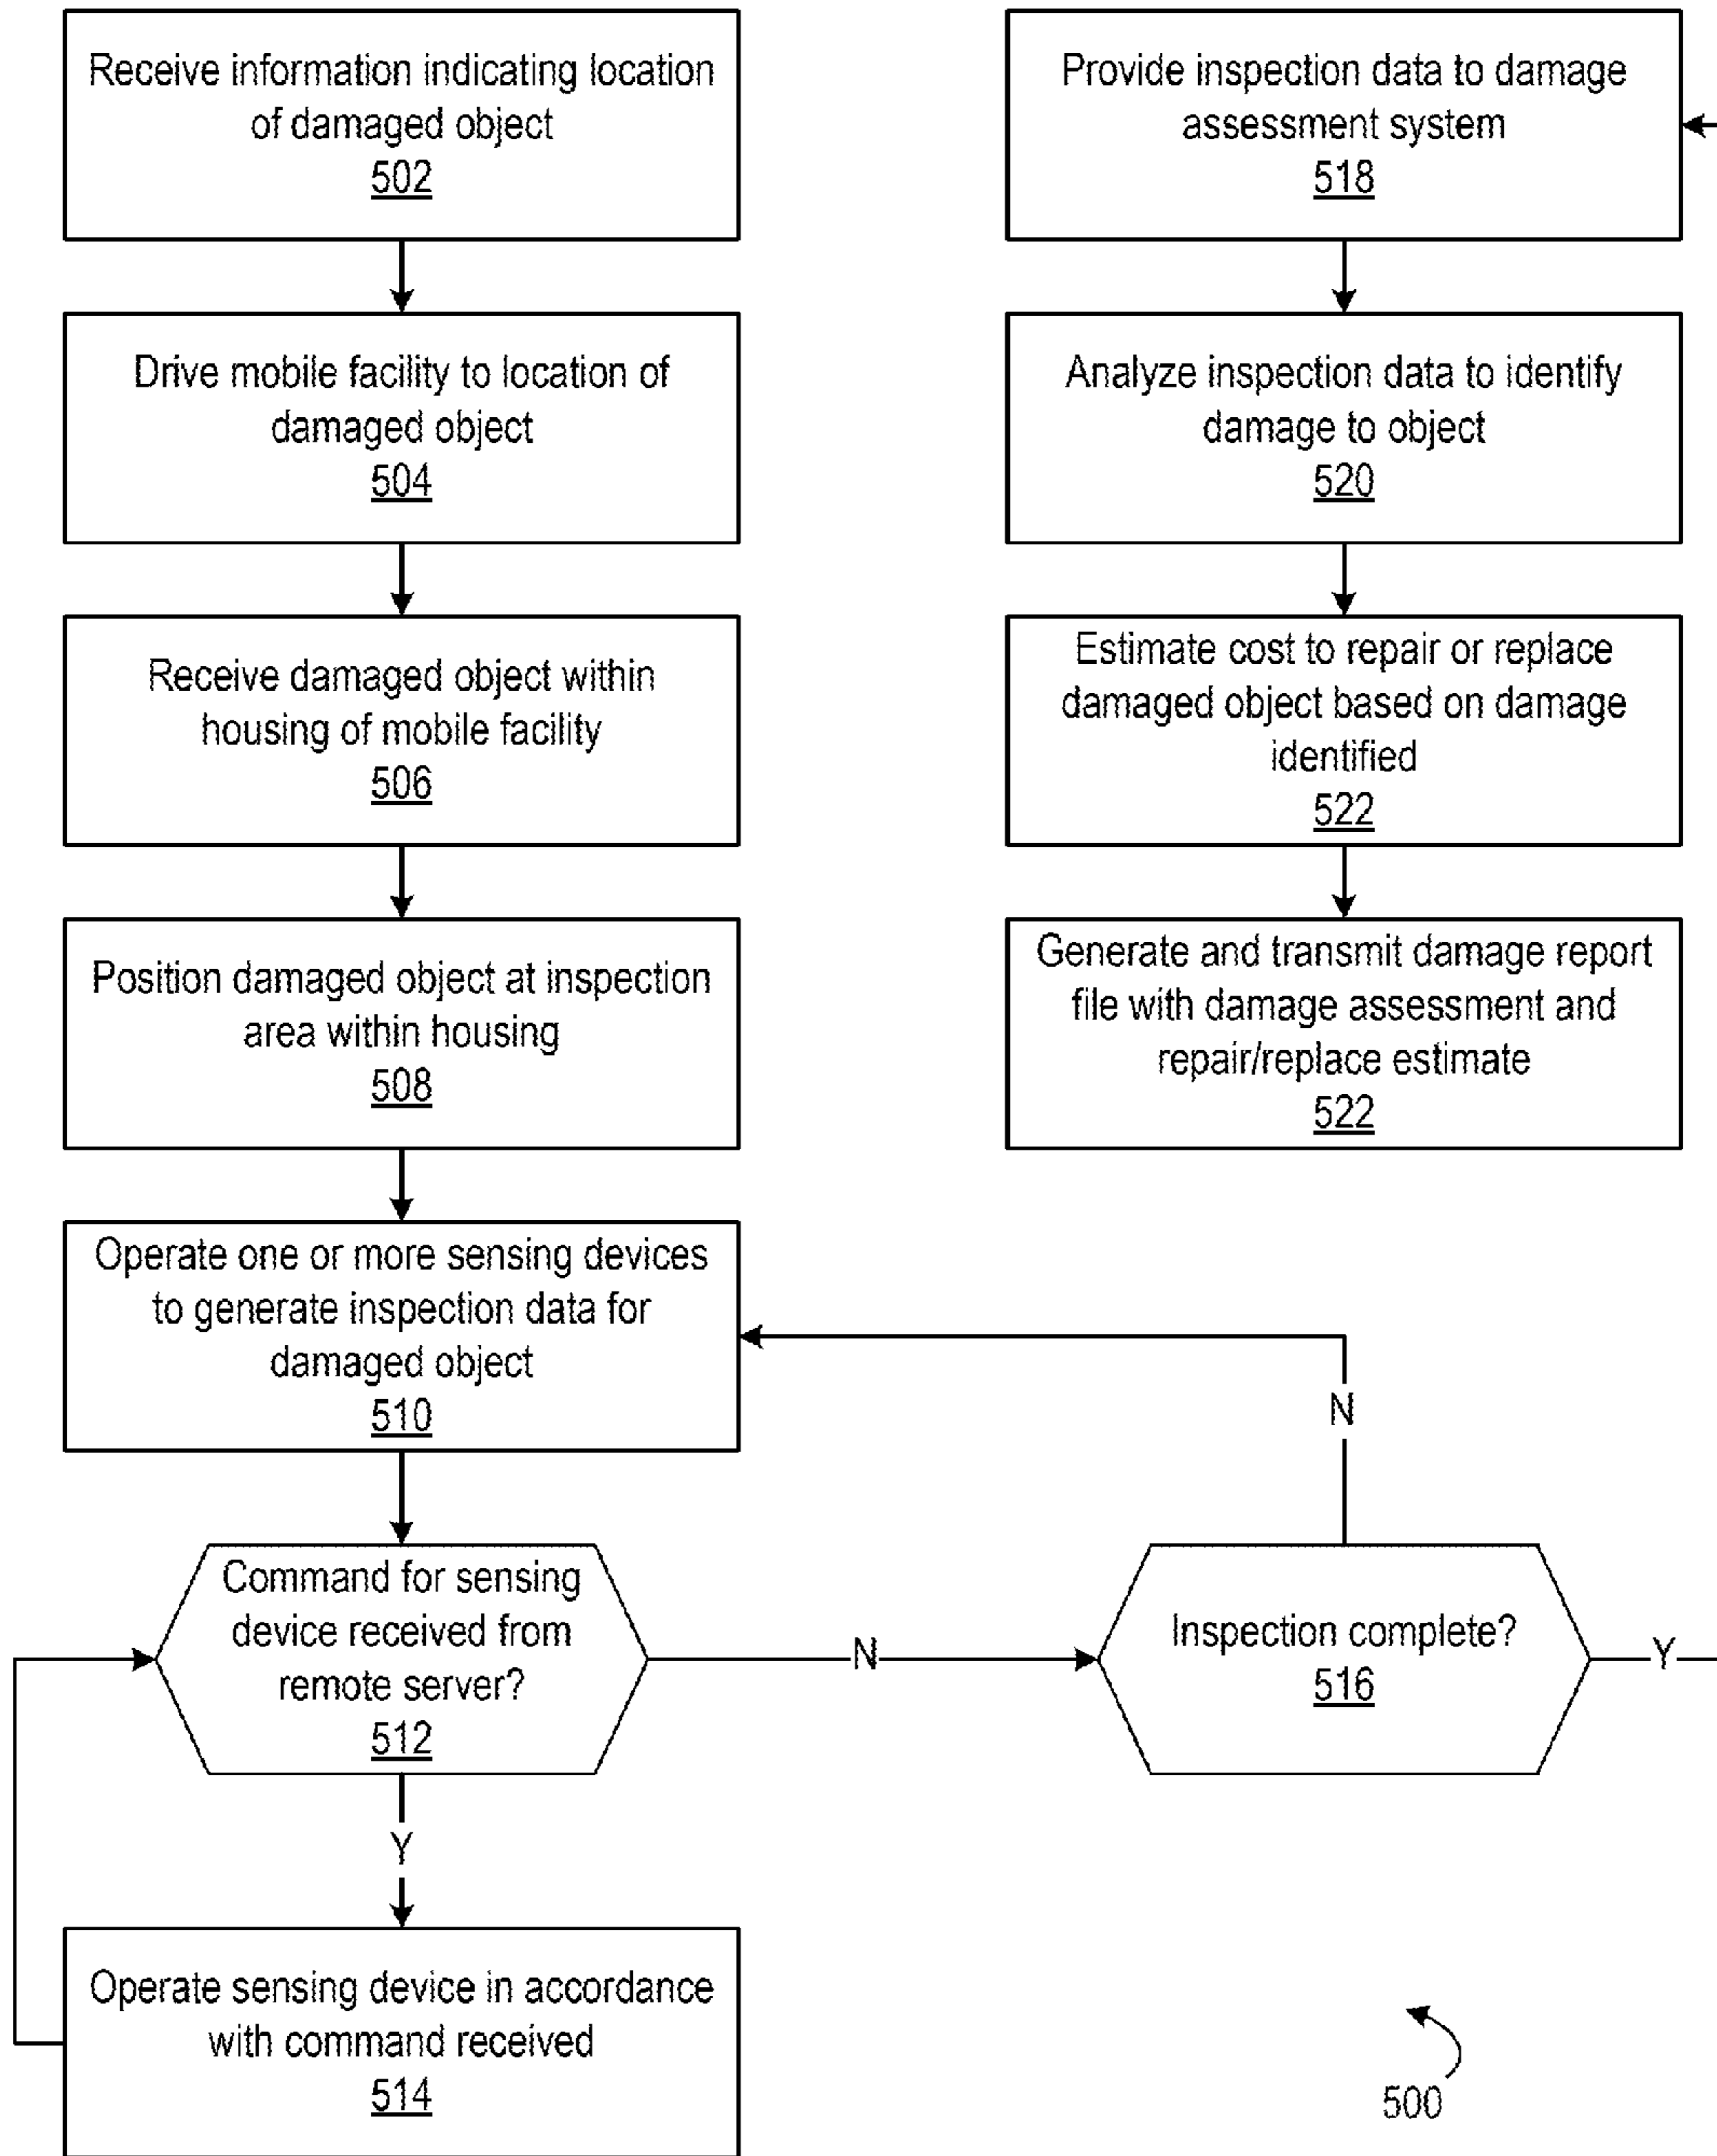 Receive information indicating location
of damaged object
502
Drive mobile facility to location of
damaged object
504
Receive damaged object within
housing of mobile facility
506
Position damaged object at inspection
area within housing
508
Operate one or more sensing devices
to generate inspection data for
damaged object
510
Command for sensing
device received from
remote server?
512
Y
N
Operate sensing device in accordance
with command received
514
Inspection complete?
516
N
Y
Provide inspection data to damage
assessment system
518
Analyze inspection data to identify
damage to object
520
Estimate cost to repair or replace
damaged object based on damage
identified
522
Generate and transmit damage report
file with damage assessment and
repair/replace estimate
522
500